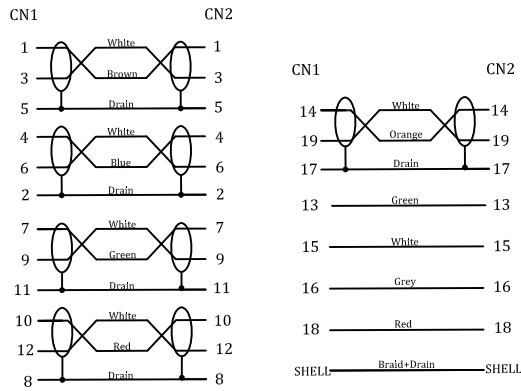 CN1 CN2
1 White 1
3 Brown 3
5 Drain 5
4 White 4
6 Blue 6
2 Drain 2
7 White 7
9 Green 9
11 Drain 11
10 White 10
12 Red 12
8 Drain 8
CN1 CN2
14 White 14
19 Orange 19
17 Drain 17
13 Green 13
15 White 15
16 Grey 16
18 Red 18
SHELL Braid+Drain SHELL